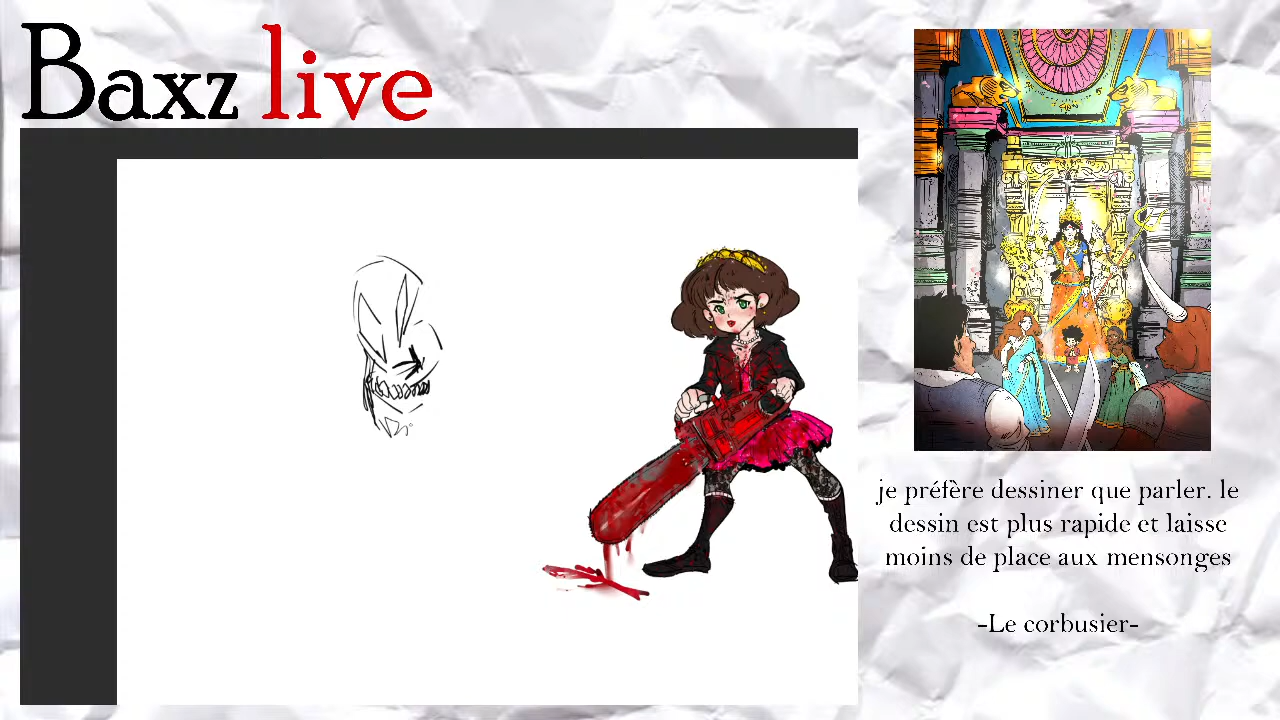 Baxz live
je préfère dessiner que parler. le
dessin est plus rapide et laisse
moins de place aux mensonges
-Le corbusier-